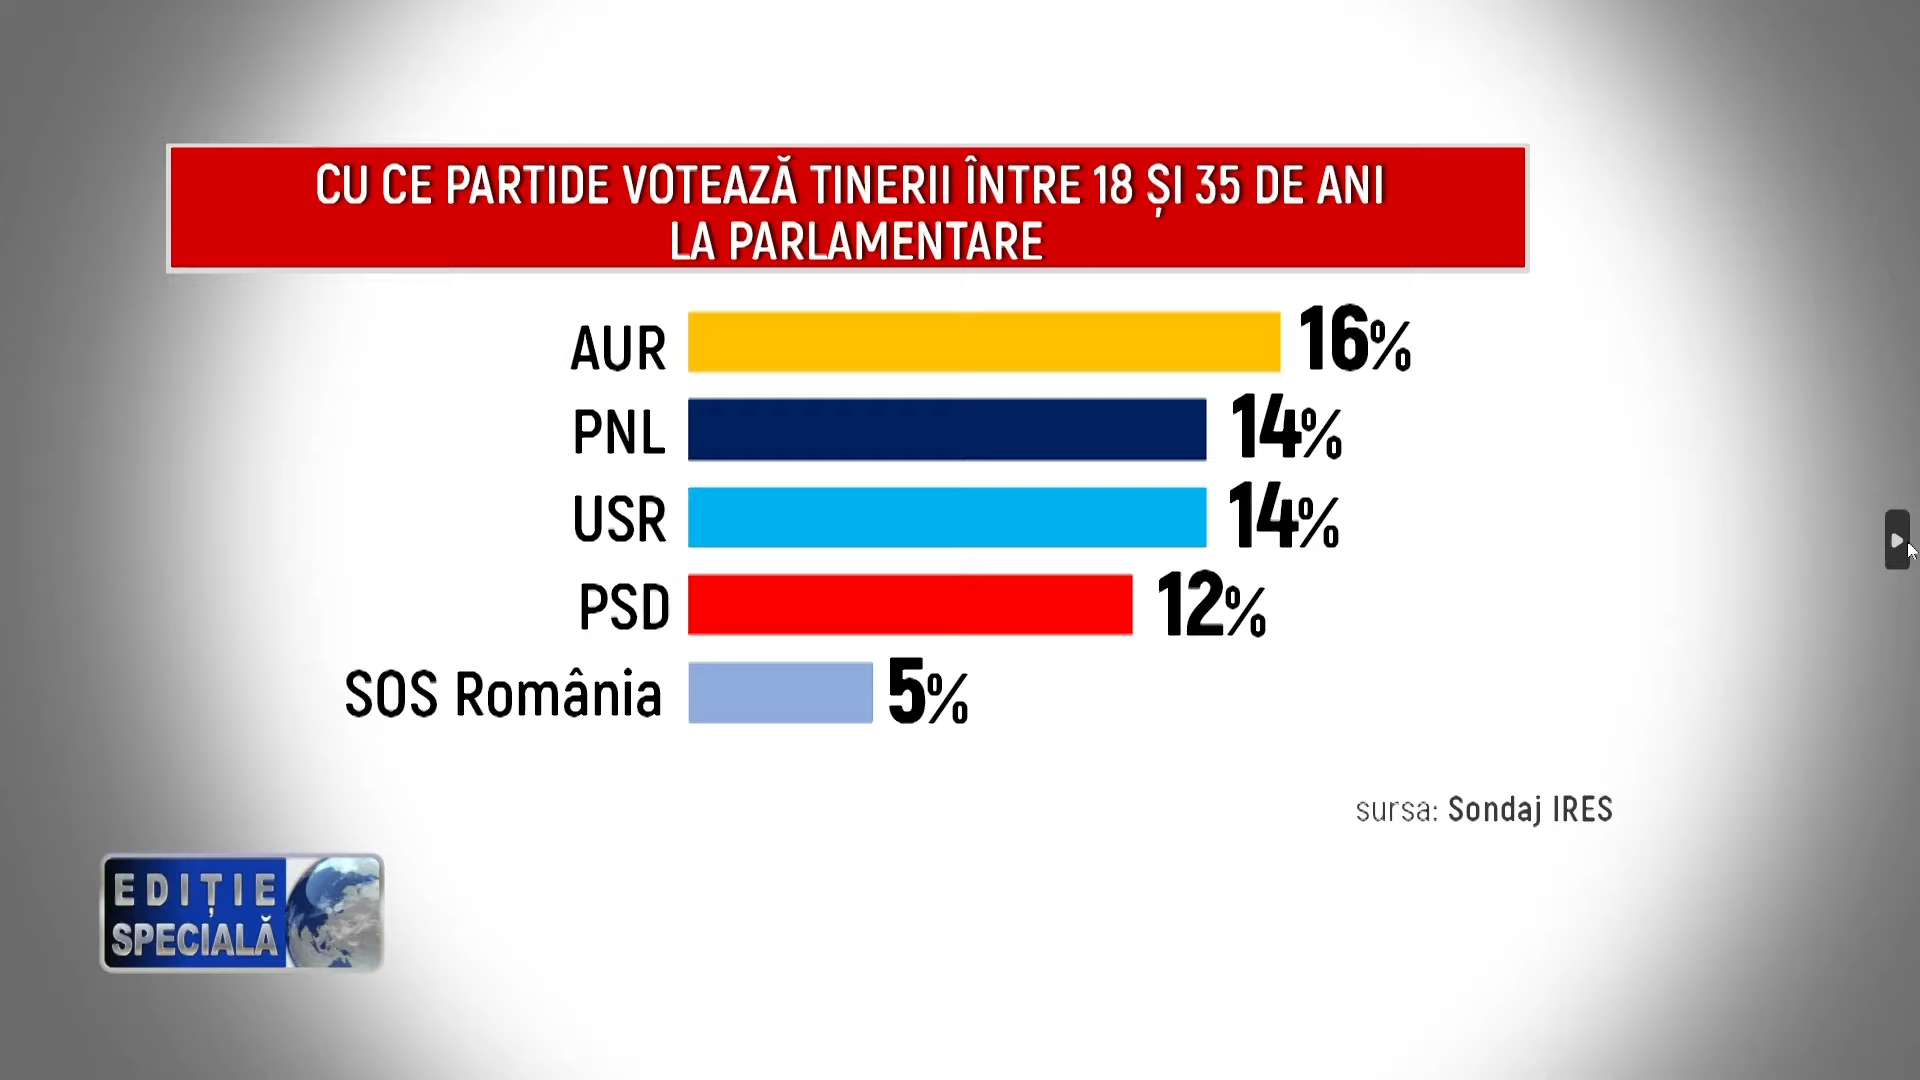 CU CE PARTIDE VOTEAZĂ TINERII ÎNTRE 18 ȘI 35 DE ANI
LA PARLAMENTARE
AUR 16%
PNL 14%
USR 14%
PSD 12%
SOS România 5%
sursa: Sondaj IRES
EDIȚIE
SPECIALĂ